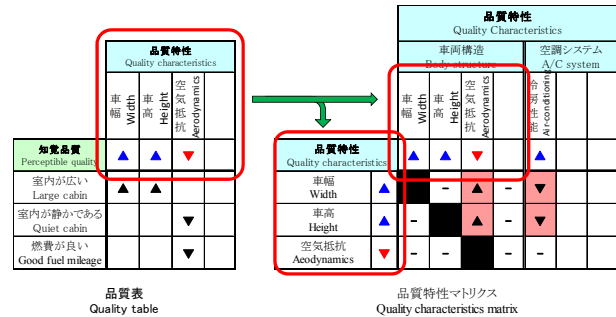 品質特性
Quality characteristics
車幅
Width
車高
Height
空気抵抗
Aerodynamics
知覚品質
Perceptible quality
▲ ▲ ▼
室内が広い
Large cabin
▲ ▲
室内が静かである
Quiet cabin
▼
燃費が良い
Good fuel mileage
▼
品質表
Quality table
品質特性
Quality Characteristics
車両構造
Body structure
空調システム
A/C system
車幅
Width
車高
Height
空気抵抗
Aerodynamics
冷房性能
Air-conditioning
品質特性
Quality characteristics
▲ ▲ ▼ ▲
車幅
Width
▲ – ▲ – ▼
車高
Height
▲ – ▲ – ▼
空気抵抗
Aeodynamics
▼ – – – –
品質特性マトリクス
Quality characteristics matrix